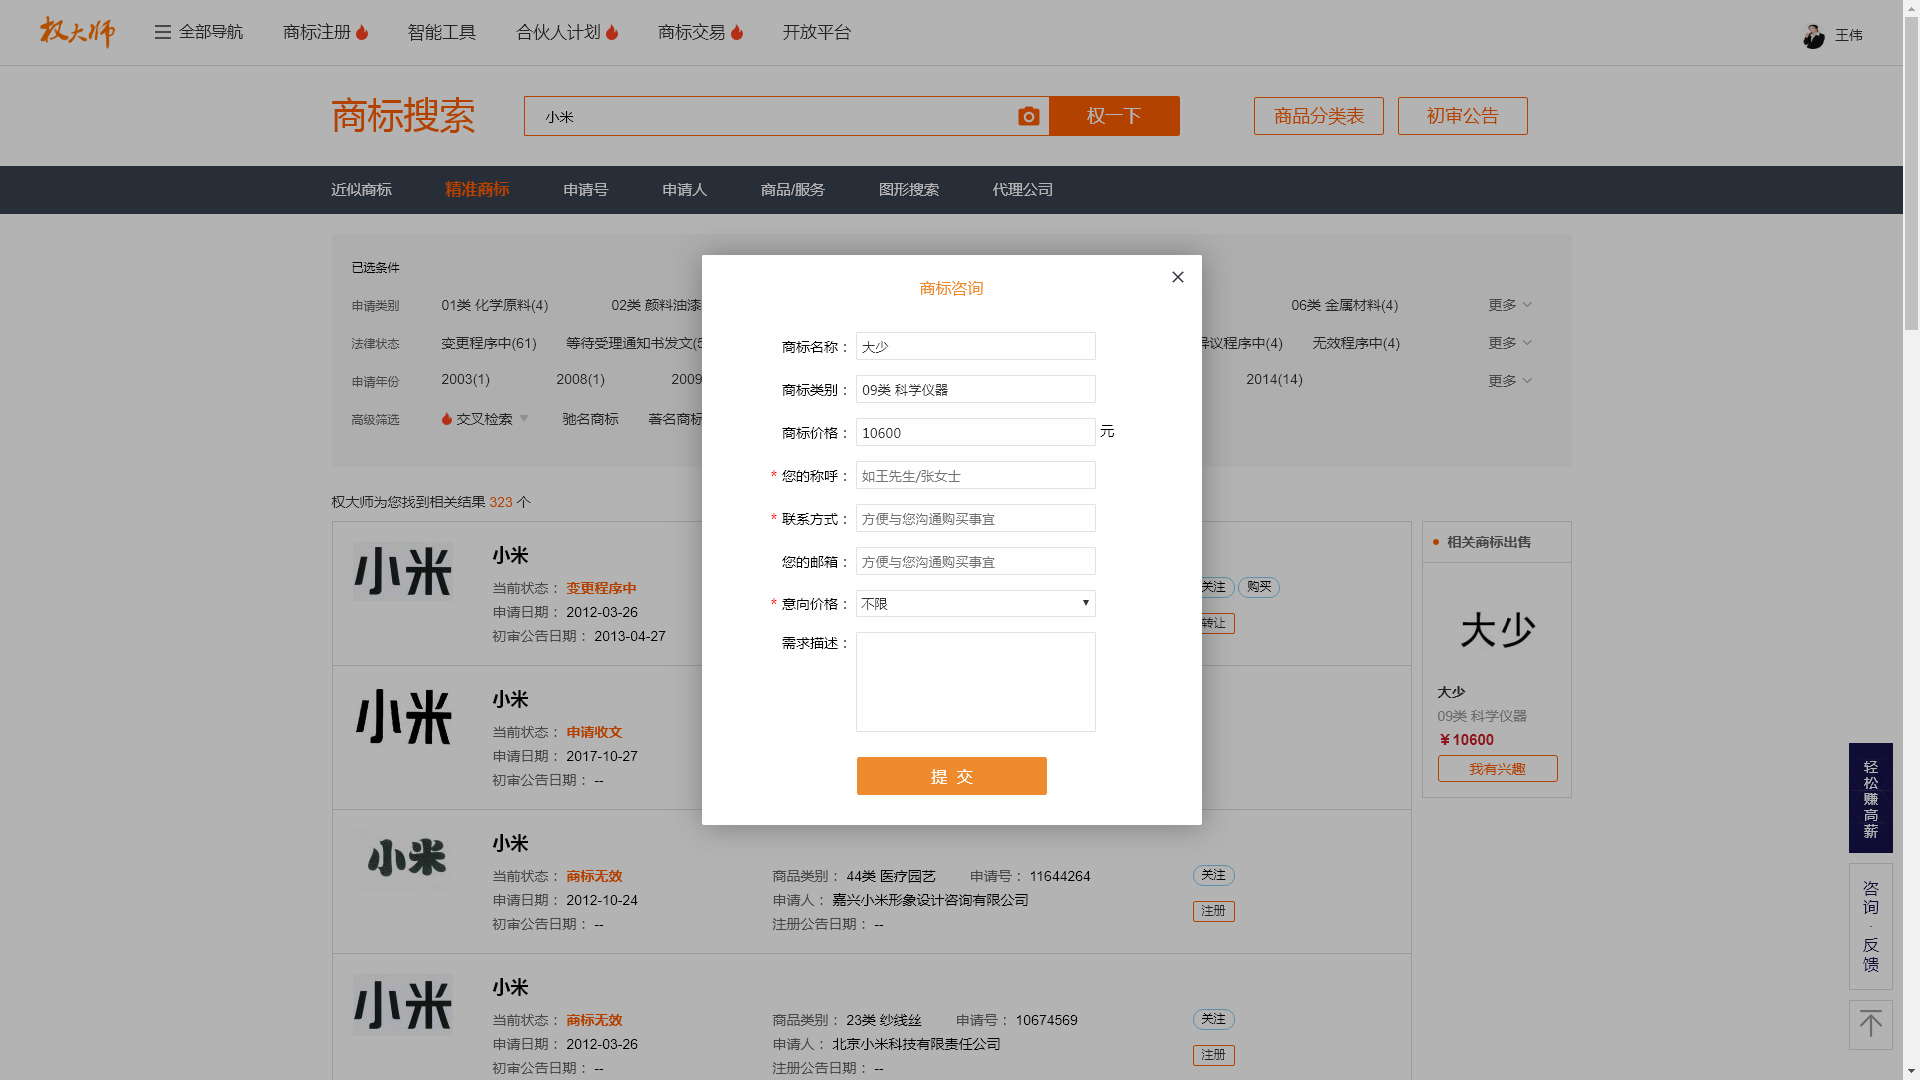 权大师 全部导航 商标注册 智能工具 合伙人计划 商标交易 开放平台 王伟
商标搜索 小米 权一下 商品分类表 初审公告
近似商标 精准商标 申请号 申请人 商品/服务 图形搜索 代理公司
已选条件
申请类别 01类 化学原料(4) 02类 颜料油漆 06类 金属材料(4) 更多
法律状态 变更程序中(61) 等待受理通知书发文( 异议程序中(4) 无效程序中(4) 更多
申请年份 2003(1) 2008(1) 2009 2014(14) 更多
高级筛选 交叉检索 驰名商标 著名商标
权大师为您找到相关结果 323 个
小米
小米
当前状态： 变更程序中
申请日期： 2012-03-26
初审公告日期： 2013-04-27
关注 购买
转让
小米
小米
当前状态： 申请收文
申请日期： 2017-10-27
初审公告日期： --
小米
小米
当前状态： 商标无效 商品类别： 44类 医疗园艺 申请号： 11644264
申请日期： 2012-10-24 申请人： 嘉兴小米形象设计咨询有限公司
初审公告日期： -- 注册公告日期： --
关注
注册
小米
小米
当前状态： 商标无效 商品类别： 23类 纱线丝 申请号： 10674569
申请日期： 2012-03-26 申请人： 北京小米科技有限责任公司
初审公告日期： -- 注册公告日期： --
关注
注册
相关商标出售
大少
大少
09类 科学仪器
¥10600
我有兴趣
商标咨询
商标名称： 大少
商标类别： 09类 科学仪器
商标价格： 10600 元
* 您的称呼： 如王先生/张女士
* 联系方式： 方便与您沟通购买事宜
您的邮箱： 方便与您沟通购买事宜
* 意向价格： 不限
需求描述：
提 交
轻松赚高薪
咨询·反馈